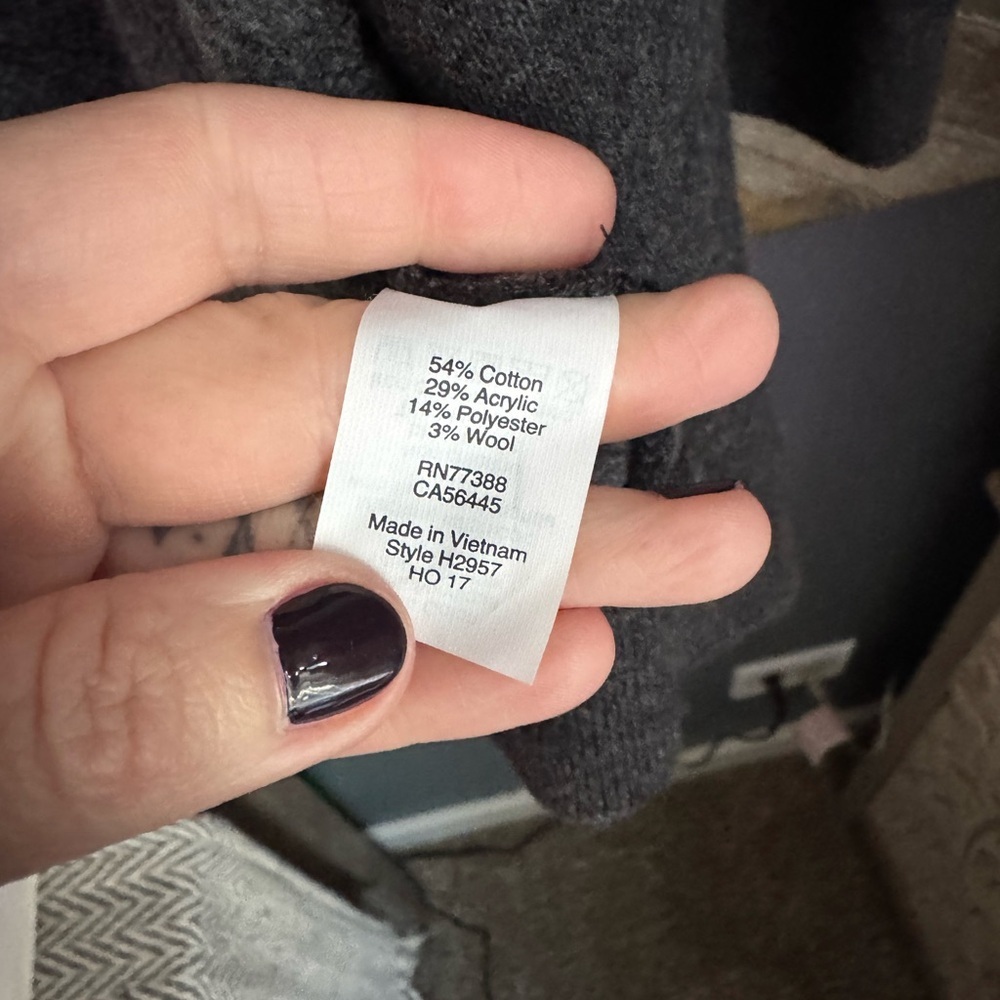 54% Cotton
29% Acrylic
14% Polyester
3% Wool
RN77388
CA56445
Made in Vietnam
Style H2957
HO 17